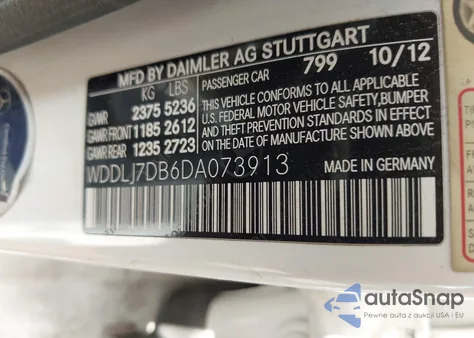 MFD BY DAIMLER AG STUTTGART
KG LBS
PASSENGER CAR 799 10/12
GVWR 2375 5236
GAWR FRONT 1185 2612
GAWR REAR 1235 2723
THIS VEHICLE CONFORMS TO ALL APPLICABLE
U.S. FEDERAL MOTOR VEHICLE SAFETY, BUMPER
AND THEFT PREVENTION STANDARDS IN EFFECT
ON THE DATE OF MANUFACTURE SHOWN ABOVE.
WDDLJ7DB6DA073913
MADE IN GERMANY
autaSnap
Pewne auta z aukcji USA i EU